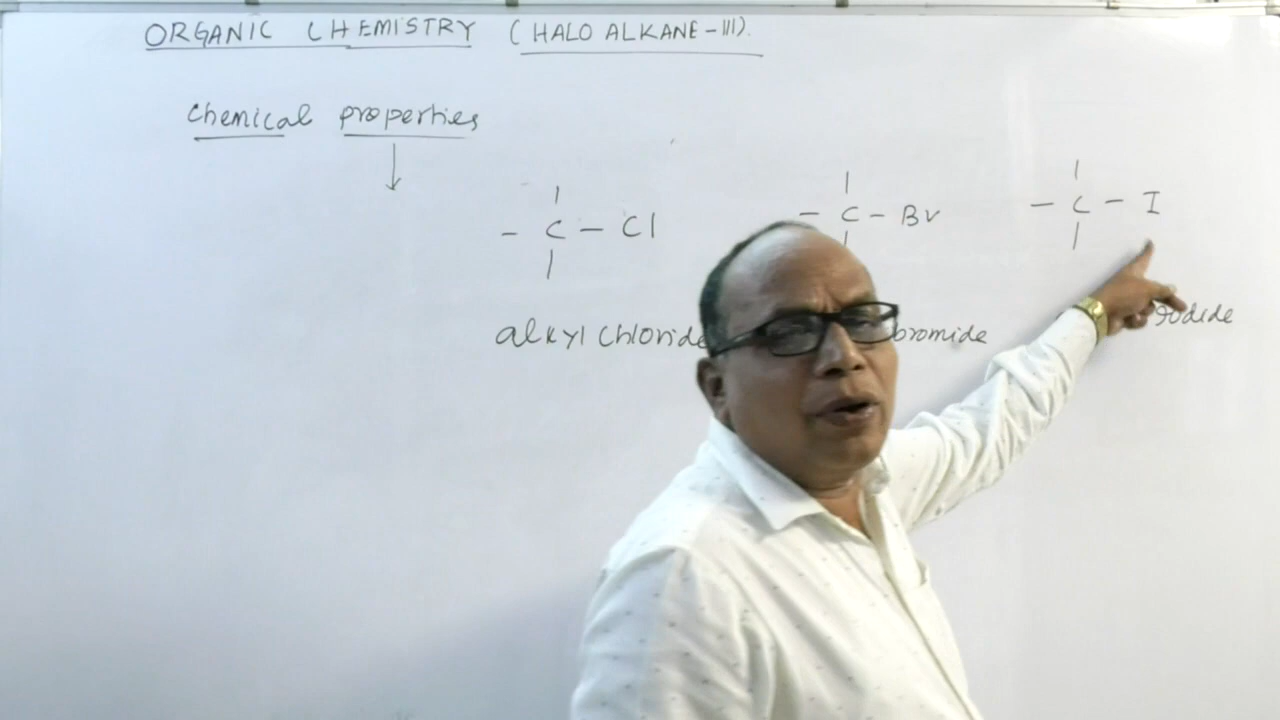 ORGANIC CHEMISTRY (HALO ALKANE-III).
Chemical properties
- C - Cl
- C - Br
- C - I
alkyl chloride
bromide
Iodide